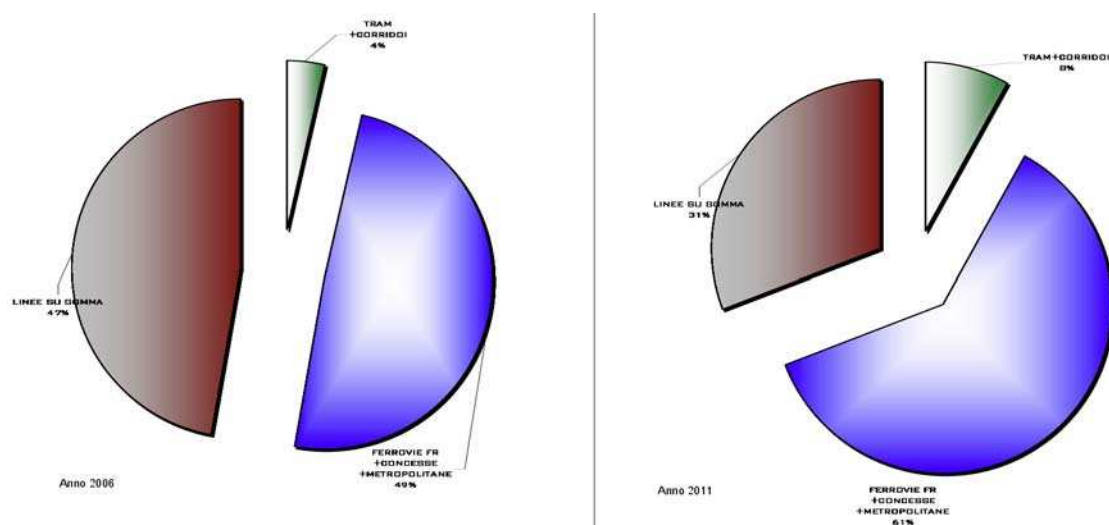 TRAM
+CORRIDOI
4%
LINEE SU GOMMA
47%
FERROVIE FR
+CONCESSE
+METROPOLITANE
49%
Anno 2006
TRAM+CORRIDOI
8%
LINEE SU GOMMA
31%
FERROVIE FR
+CONCESSE
+METROPOLITANE
61%
Anno 2011